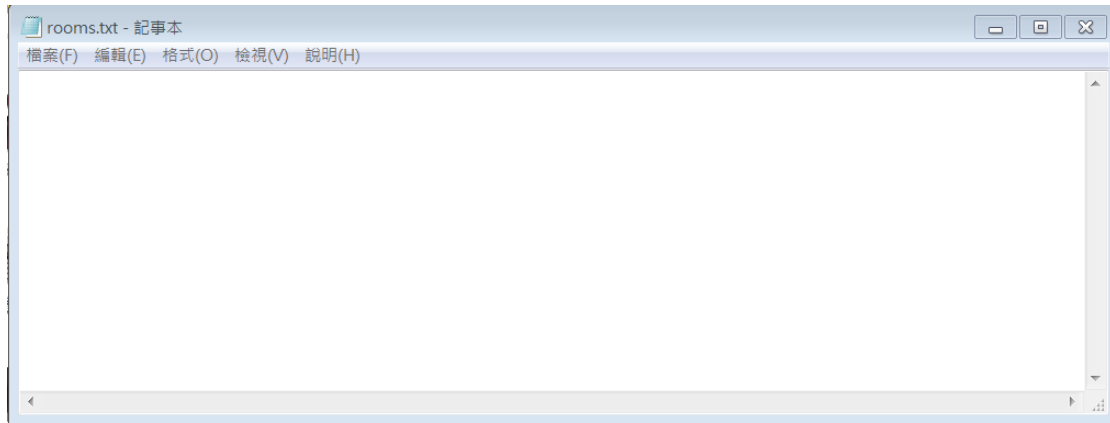 rooms.txt - 記事本
檔案(F) 編輯(E) 格式(O) 檢視(V) 說明(H)